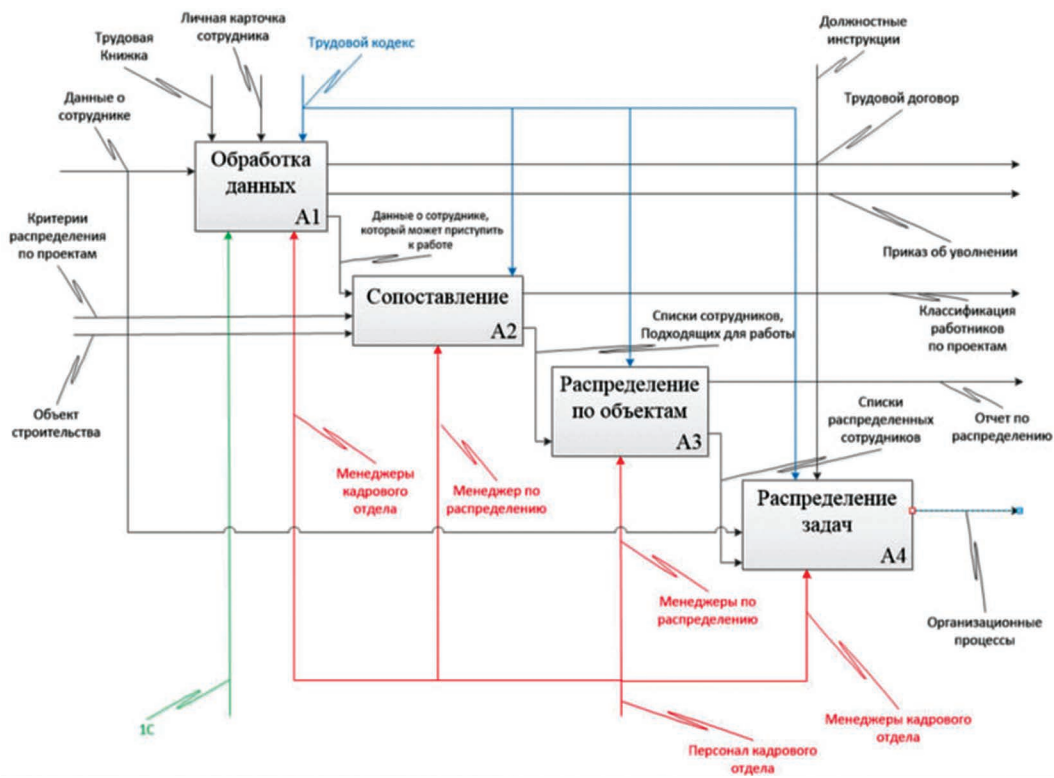 Личная карточка
сотрудника
Трудовая
Книжка
Трудовой кодекс
Должностные
инструкции
Данные о
сотруднике
Трудовой договор
Обработка
данных
A1
Критерии
распределения
по проектам
Данные о сотруднике,
который может приступить
к работе
Приказ об увольнении
Сопоставление
A2
Списки сотрудников,
Подходящих для работы
Классификация
работников
по проектам
Объект
строительства
Распределение
по объектам
A3
Списки
распределенных
сотрудников
Отчет по
распределению
Менеджеры
кадрового
отдела
Менеджер по
распределению
Распределение
задач
A4
Менеджеры по
распределению
Организационные
процессы
1С
Персонал кадрового
отдела
Менеджеры кадрового
отдела